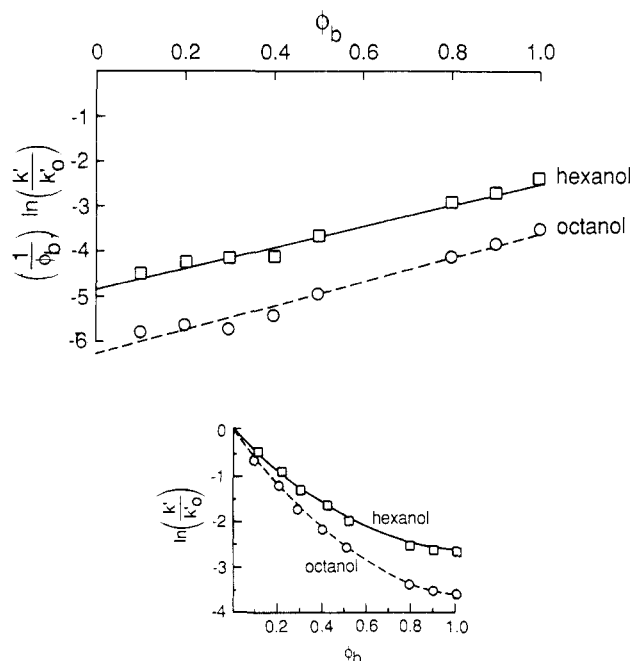 ϕb
0 0.2 0.4 0.6 0.8 1.0
-1
-2
-3
-4
-5
-6
(1/ϕb) ln(k'/k'o)
hexanol
octanol
0
-1
-2
-3
-4
ln(k'/k'o)
hexanol
octanol
0.2 0.4 0.6 0.8 1.0
ϕb